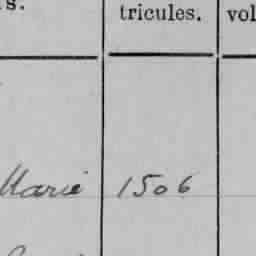 s.
tricules.
vol
Marie 1506